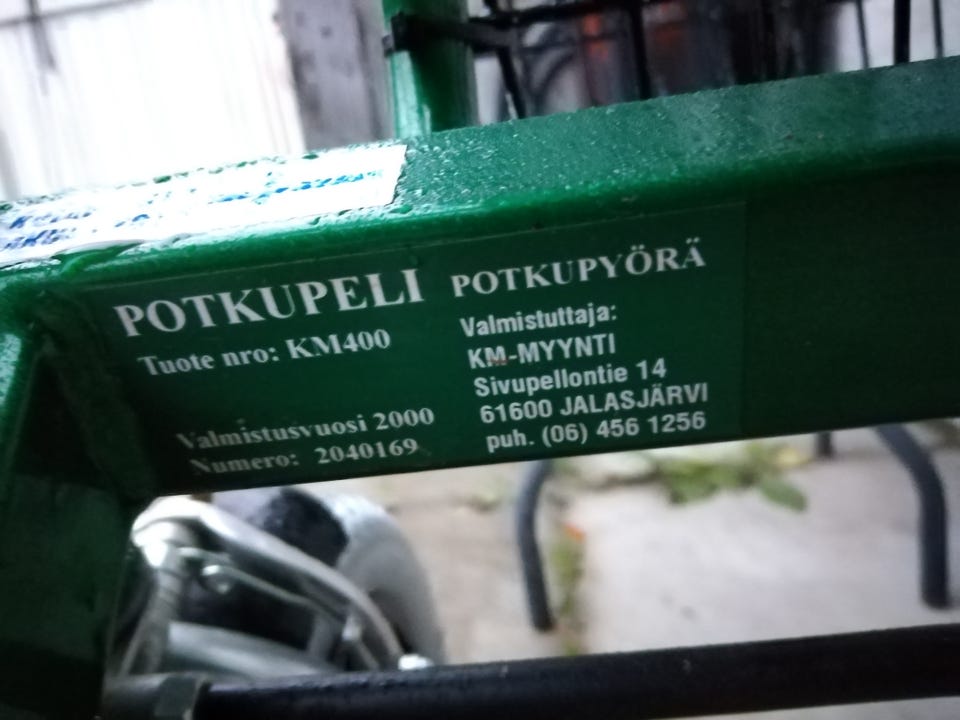 POTKUPELI POTKUPYÖRÄ
Tuote nro: KM400
Valmistusvuosi 2000
Numero: 2040169
Valmistuttaja:
KM-MYYNTI
Sivupellontie 14
61600 JALASJÄRVI
puh. (06) 456 1256